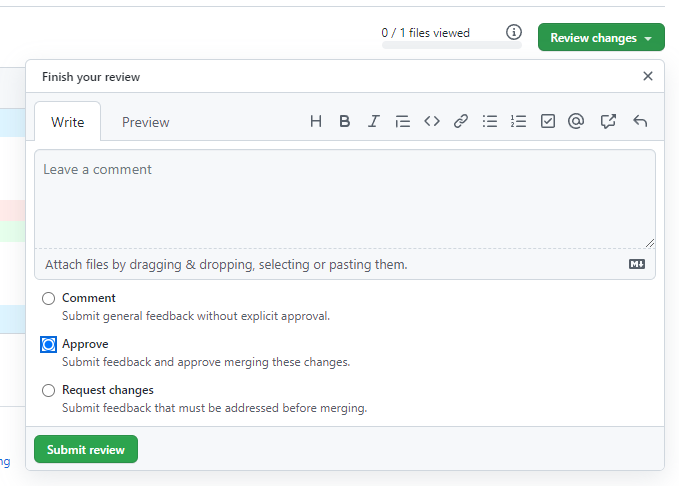 0 / 1 files viewed
Review changes
Finish your review
Write Preview
Leave a comment
Attach files by dragging & dropping, selecting or pasting them.
Comment
Submit general feedback without explicit approval.
Approve
Submit feedback and approve merging these changes.
Request changes
Submit feedback that must be addressed before merging.
Submit review
ng